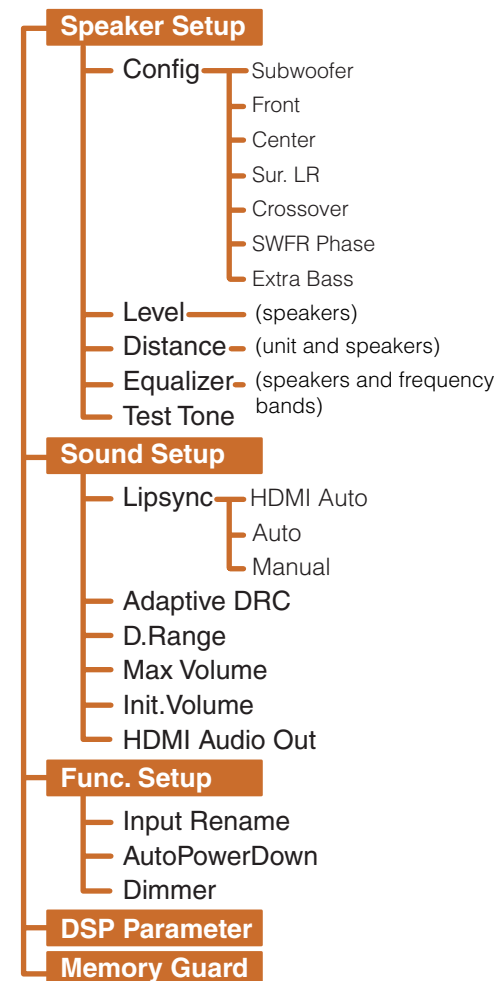 Speaker Setup
Config
Subwoofer
Front
Center
Sur. LR
Crossover
SWFR Phase
Extra Bass
Level
(speakers)
Distance
(unit and speakers)
Equalizer
(speakers and frequency
bands)
Test Tone
Sound Setup
Lipsync
HDMI Auto
Auto
Manual
Adaptive DRC
D.Range
Max Volume
Init.Volume
HDMI Audio Out
Func. Setup
Input Rename
AutoPowerDown
Dimmer
DSP Parameter
Memory Guard